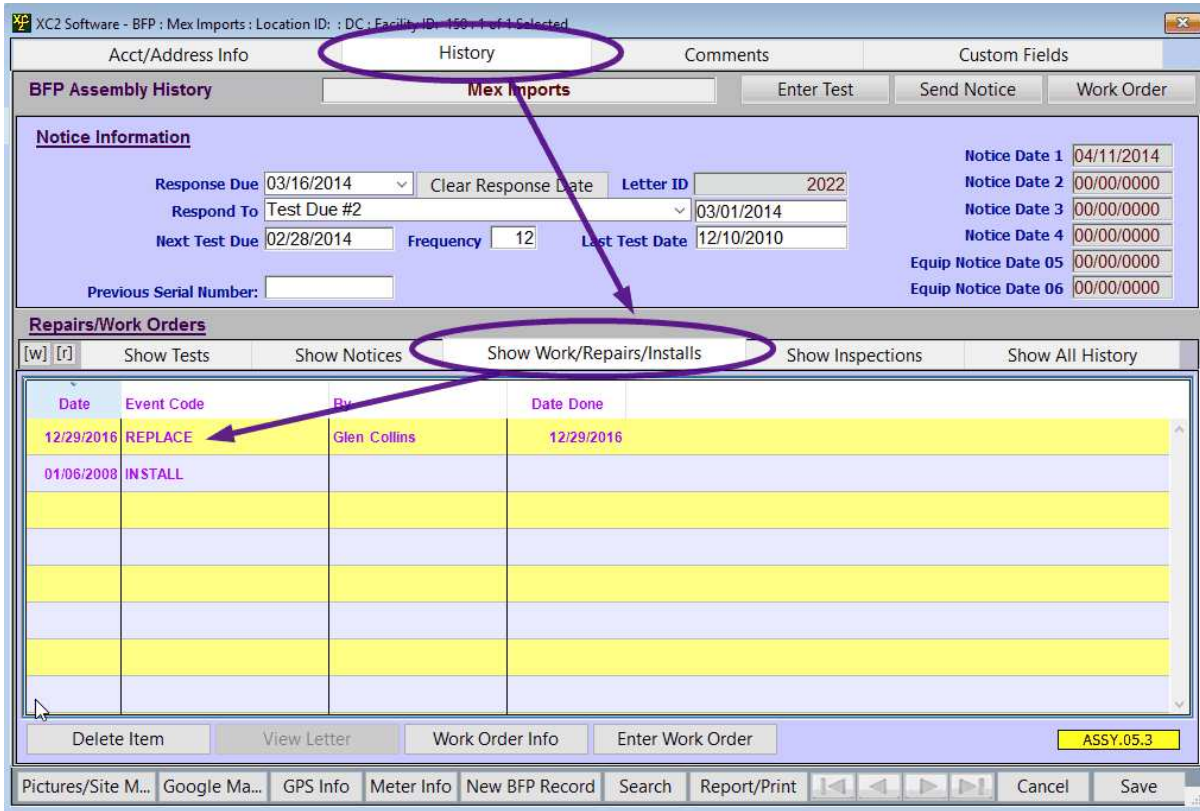 XC2 Software - BFP : Mex Imports : Location ID: : DC : Facility ID: 150 : 1 of 1 Selected
Acct/Address Info History Comments Custom Fields
BFP Assembly History Mex Imports Enter Test Send Notice Work Order
Notice Information
Notice Date 1 04/11/2014
Response Due 03/16/2014 Clear Response Date Letter ID 2022 Notice Date 2 00/00/0000
Respond To Test Due #2 03/01/2014 Notice Date 3 00/00/0000
Next Test Due 02/28/2014 Frequency 12 Last Test Date 12/10/2010 Notice Date 4 00/00/0000
Equip Notice Date 05 00/00/0000
Previous Serial Number: Equip Notice Date 06 00/00/0000
Repairs/Work Orders
[w] [r] Show Tests Show Notices Show Work/Repairs/Installs Show Inspections Show All History
Date Event Code By Date Done
12/29/2016 REPLACE Glen Collins 12/29/2016
01/06/2008 INSTALL
Delete Item View Letter Work Order Info Enter Work Order ASSY.05.3
Pictures/Site M... Google Ma... GPS Info Meter Info New BFP Record Search Report/Print Cancel Save